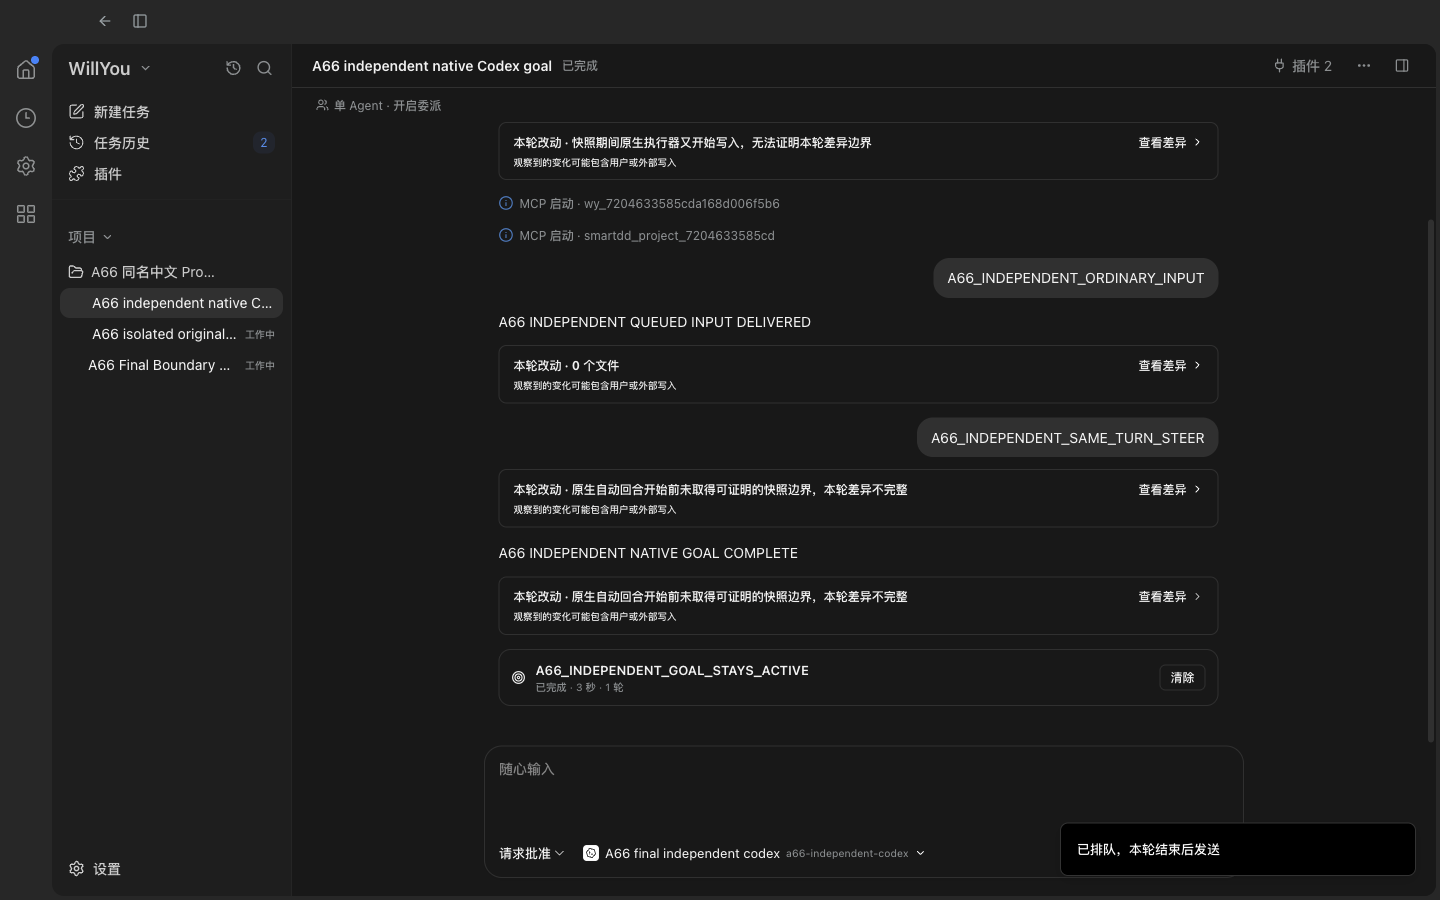 WillYou
新建任务
任务历史 2
插件
项目
A66 同名中文 Pro...
A66 independent native C...
A66 isolated original... 工作中
A66 Final Boundary ... 工作中
设置
A66 independent native Codex goal 已完成
插件 2
单 Agent · 开启委派
本轮改动 · 快照期间原生执行器又开始写入，无法证明本轮差异边界 查看差异
观察到的变化可能包含用户或外部写入
MCP 启动 · wy_7204633585cda168d006f5b6
MCP 启动 · smartdd_project_7204633585cd
A66_INDEPENDENT_ORDINARY_INPUT
A66 INDEPENDENT QUEUED INPUT DELIVERED
本轮改动 · 0 个文件 查看差异
观察到的变化可能包含用户或外部写入
A66_INDEPENDENT_SAME_TURN_STEER
本轮改动 · 原生自动回合开始前未取得可证明的快照边界，本轮差异不完整 查看差异
观察到的变化可能包含用户或外部写入
A66 INDEPENDENT NATIVE GOAL COMPLETE
本轮改动 · 原生自动回合开始前未取得可证明的快照边界，本轮差异不完整 查看差异
观察到的变化可能包含用户或外部写入
A66_INDEPENDENT_GOAL_STAYS_ACTIVE
已完成 · 3 秒 · 1 轮
清除
随心输入
请求批准 A66 final independent codex a66-independent-codex
已排队，本轮结束后发送